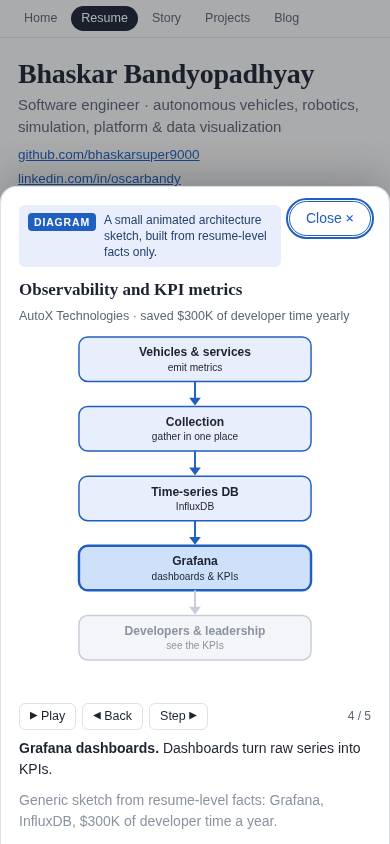 Home Resume Story Projects Blog
Bhaskar Bandyopadhyay
Software engineer · autonomous vehicles, robotics,
simulation, platform & data visualization
github.com/bhaskarsuper9000
linkedin.com/in/oscarbandy
DIAGRAM A small animated architecture
sketch, built from resume-level
facts only.
Close ×
Observability and KPI metrics
AutoX Technologies · saved $300K of developer time yearly
Vehicles & services
emit metrics
Collection
gather in one place
Time-series DB
InfluxDB
Grafana
dashboards & KPIs
Developers & leadership
see the KPIs
▶ Play ◀ Back Step ▶ 4 / 5
Grafana dashboards. Dashboards turn raw series into
KPIs.
Generic sketch from resume-level facts: Grafana,
InfluxDB, $300K of developer time a year.